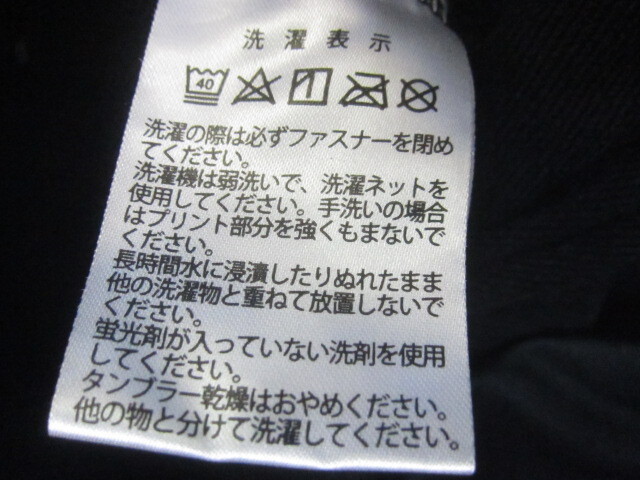 洗濯表示
40
洗濯の際は必ずファスナーを閉め
てください。
洗濯機は弱洗いで、洗濯ネットを
使用してください。手洗いの場合
はプリント部分を強くもまないで
ください。
長時間水に浸漬したりぬれたまま
他の洗濯物と重ねて放置しないで
ください。
蛍光剤が入っていない洗剤を使用
してください。
タンブラー乾燥はおやめください。
他の物と分けて洗濯してください。